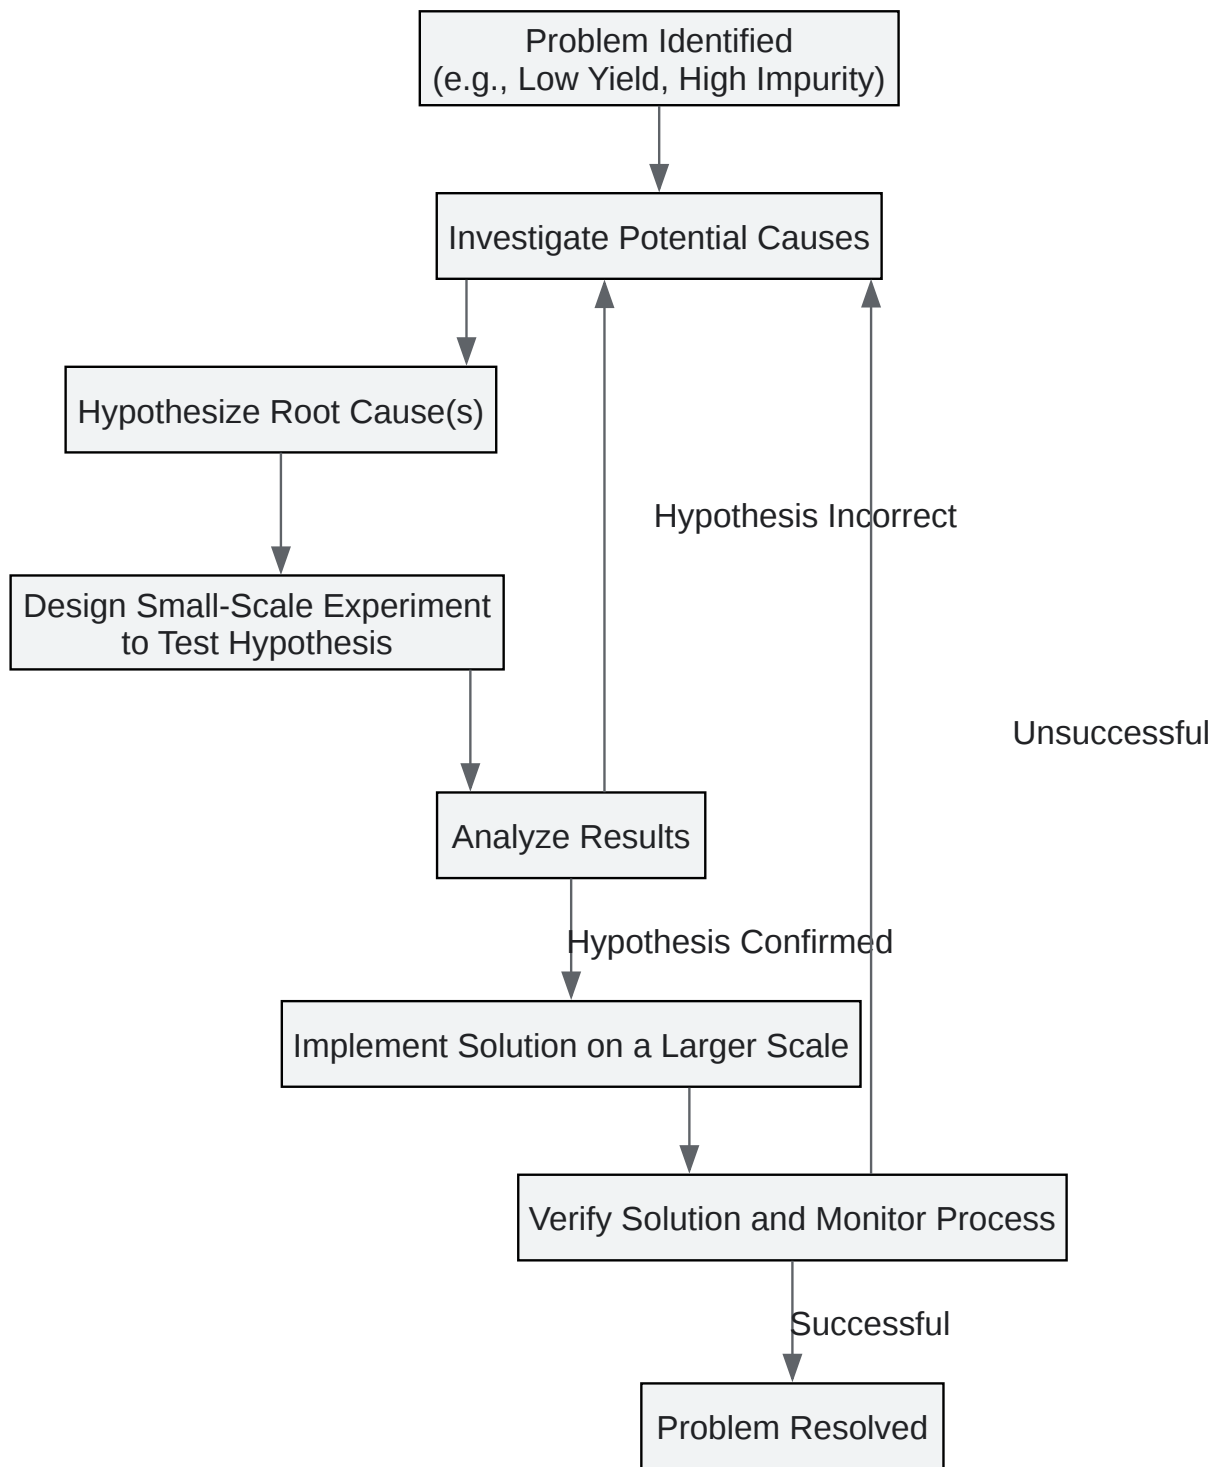 Problem Identified
(e.g., Low Yield, High Impurity)
Investigate Potential Causes
Hypothesize Root Cause(s)
Hypothesis Incorrect
Design Small-Scale Experiment
to Test Hypothesis
Unsuccessful
Analyze Results
Hypothesis Confirmed
Implement Solution on a Larger Scale
Verify Solution and Monitor Process
Successful
Problem Resolved